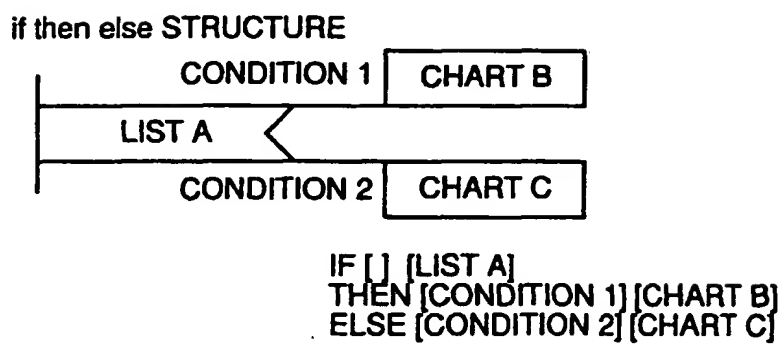 if then else STRUCTURE
CONDITION 1 CHART B
LIST A
CONDITION 2 CHART C
IF [ ] [LIST A]
THEN [CONDITION 1] [CHART B]
ELSE [CONDITION 2] [CHART C]